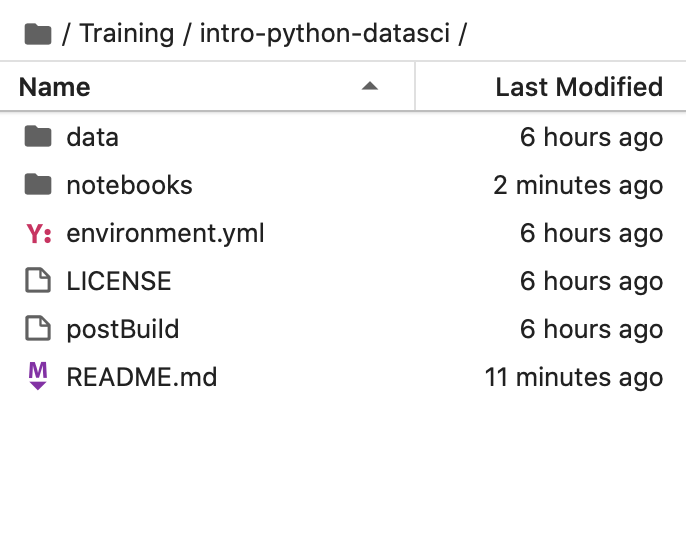 / Training / intro-python-datasci /
Name Last Modified
data 6 hours ago
notebooks 2 minutes ago
Y: environment.yml 6 hours ago
LICENSE 6 hours ago
postBuild 6 hours ago
M README.md 11 minutes ago